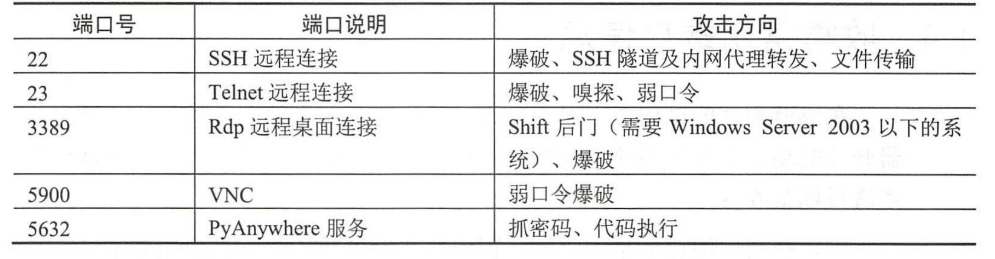 端口号 端口说明 攻击方向
22 SSH 远程连接 爆破、SSH 隧道及内网代理转发、文件传输
23 Telnet 远程连接 爆破、嗅探、弱口令
3389 Rdp 远程桌面连接 Shift 后门（需要 Windows Server 2003 以下的系
统）、爆破
5900 VNC 弱口令爆破
5632 PyAnywhere 服务 抓密码、代码执行